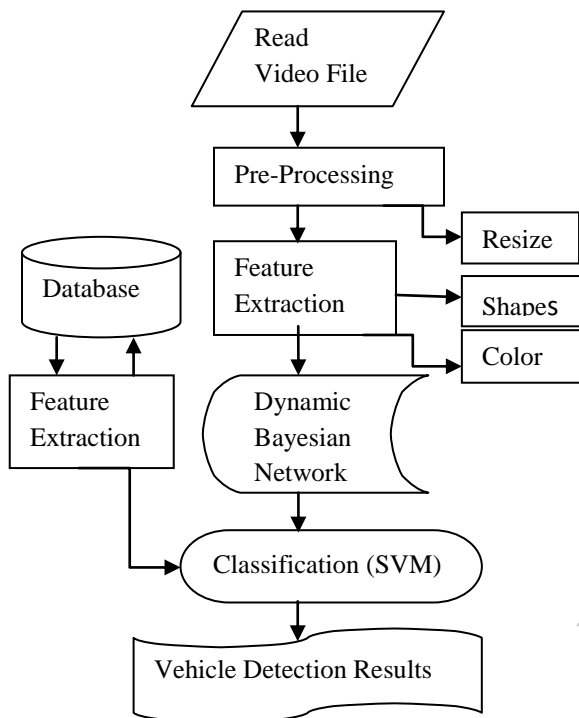 Read
Video File
Pre-Processing
Resize
Database
Feature
Extraction
Shapes
Color
Feature
Extraction
Dynamic
Bayesian
Network
Classification (SVM)
Vehicle Detection Results